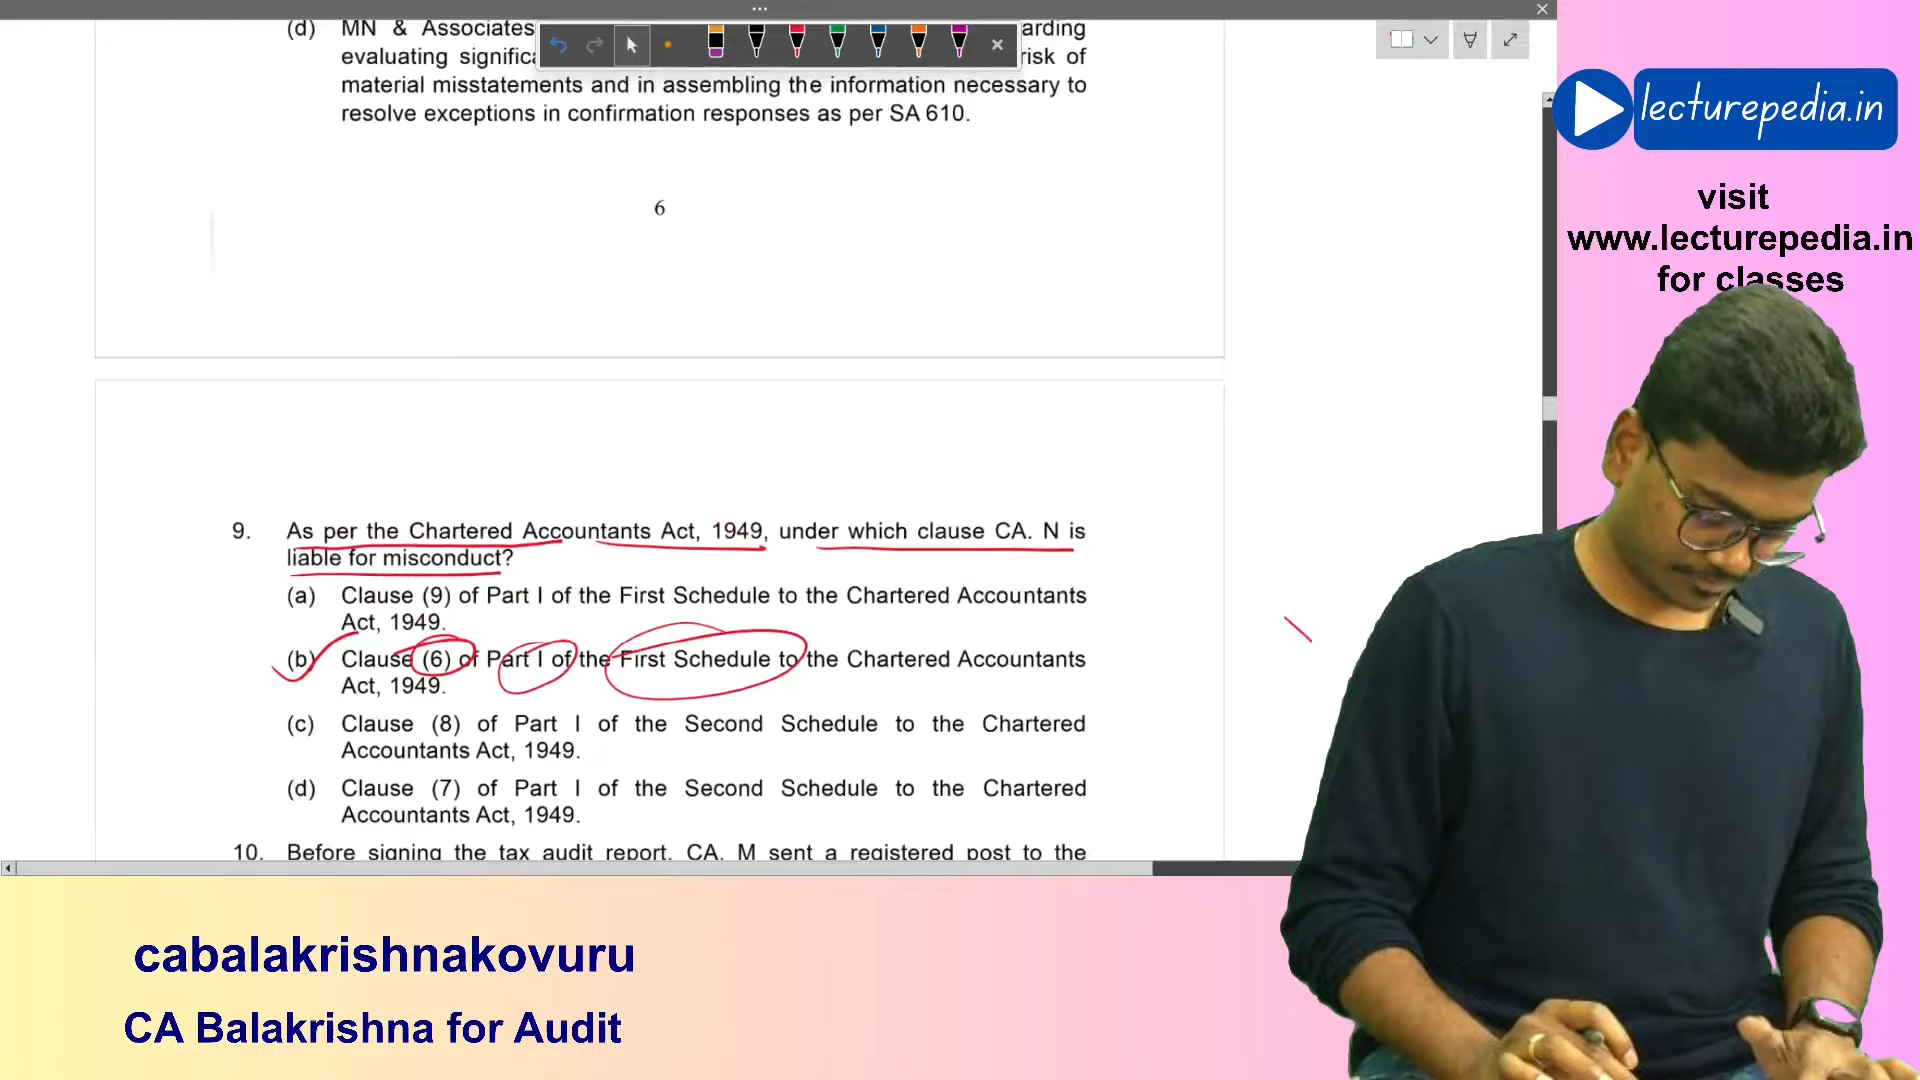 (d) MN & Associates arding
evaluating signific risk of
material misstatements and in assembling the information necessary to
resolve exceptions in confirmation responses as per SA 610.
6
lecturepedia.in
visit
www.lecturepedia.in
for classes
9. As per the Chartered Accountants Act, 1949, under which clause CA. N is
liable for misconduct?
(a) Clause (9) of Part I of the First Schedule to the Chartered Accountants
Act, 1949.
(b) Clause (6) of Part I of the First Schedule to the Chartered Accountants
Act, 1949.
(c) Clause (8) of Part I of the Second Schedule to the Chartered
Accountants Act, 1949.
(d) Clause (7) of Part I of the Second Schedule to the Chartered
Accountants Act, 1949.
10. Before signing the tax audit report, CA. M sent a registered post to the
cabalakrishnakovuru
CA Balakrishna for Audit